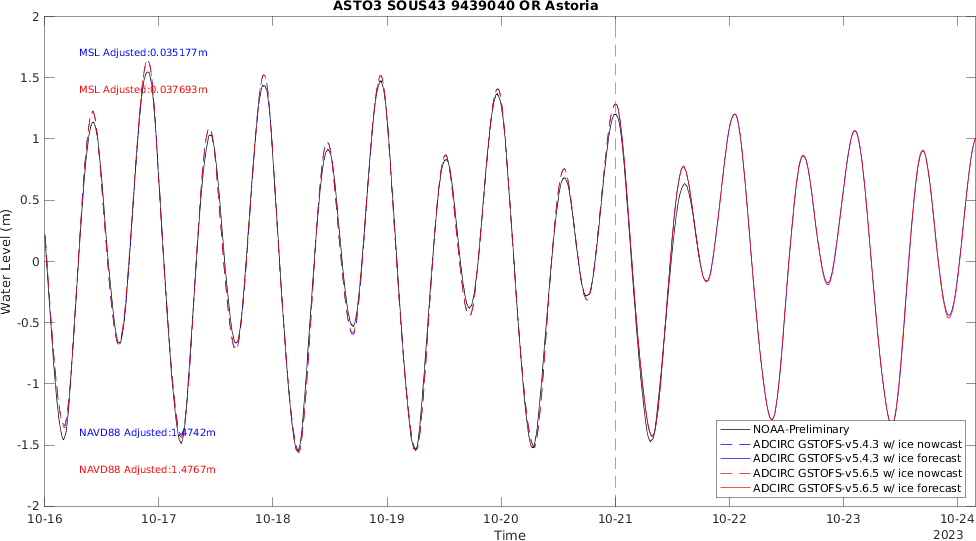 ASTO3 SOUS43 9439040 OR Astoria
2
1.5
1
0.5
0
-0.5
-1
-1.5
-2
Water Level (m)
MSL Adjusted:0.035177m
MSL Adjusted:0.037693m
NAVD88 Adjusted:1.4742m
NAVD88 Adjusted:1.4767m
NOAA-Preliminary
ADCIRC GSTOFS-v5.4.3 w/ ice nowcast
ADCIRC GSTOFS-v5.4.3 w/ ice forecast
ADCIRC GSTOFS-v5.6.5 w/ ice nowcast
ADCIRC GSTOFS-v5.6.5 w/ ice forecast
10-16 10-17 10-18 10-19 10-20 10-21 10-22 10-23 10-24
Time
2023